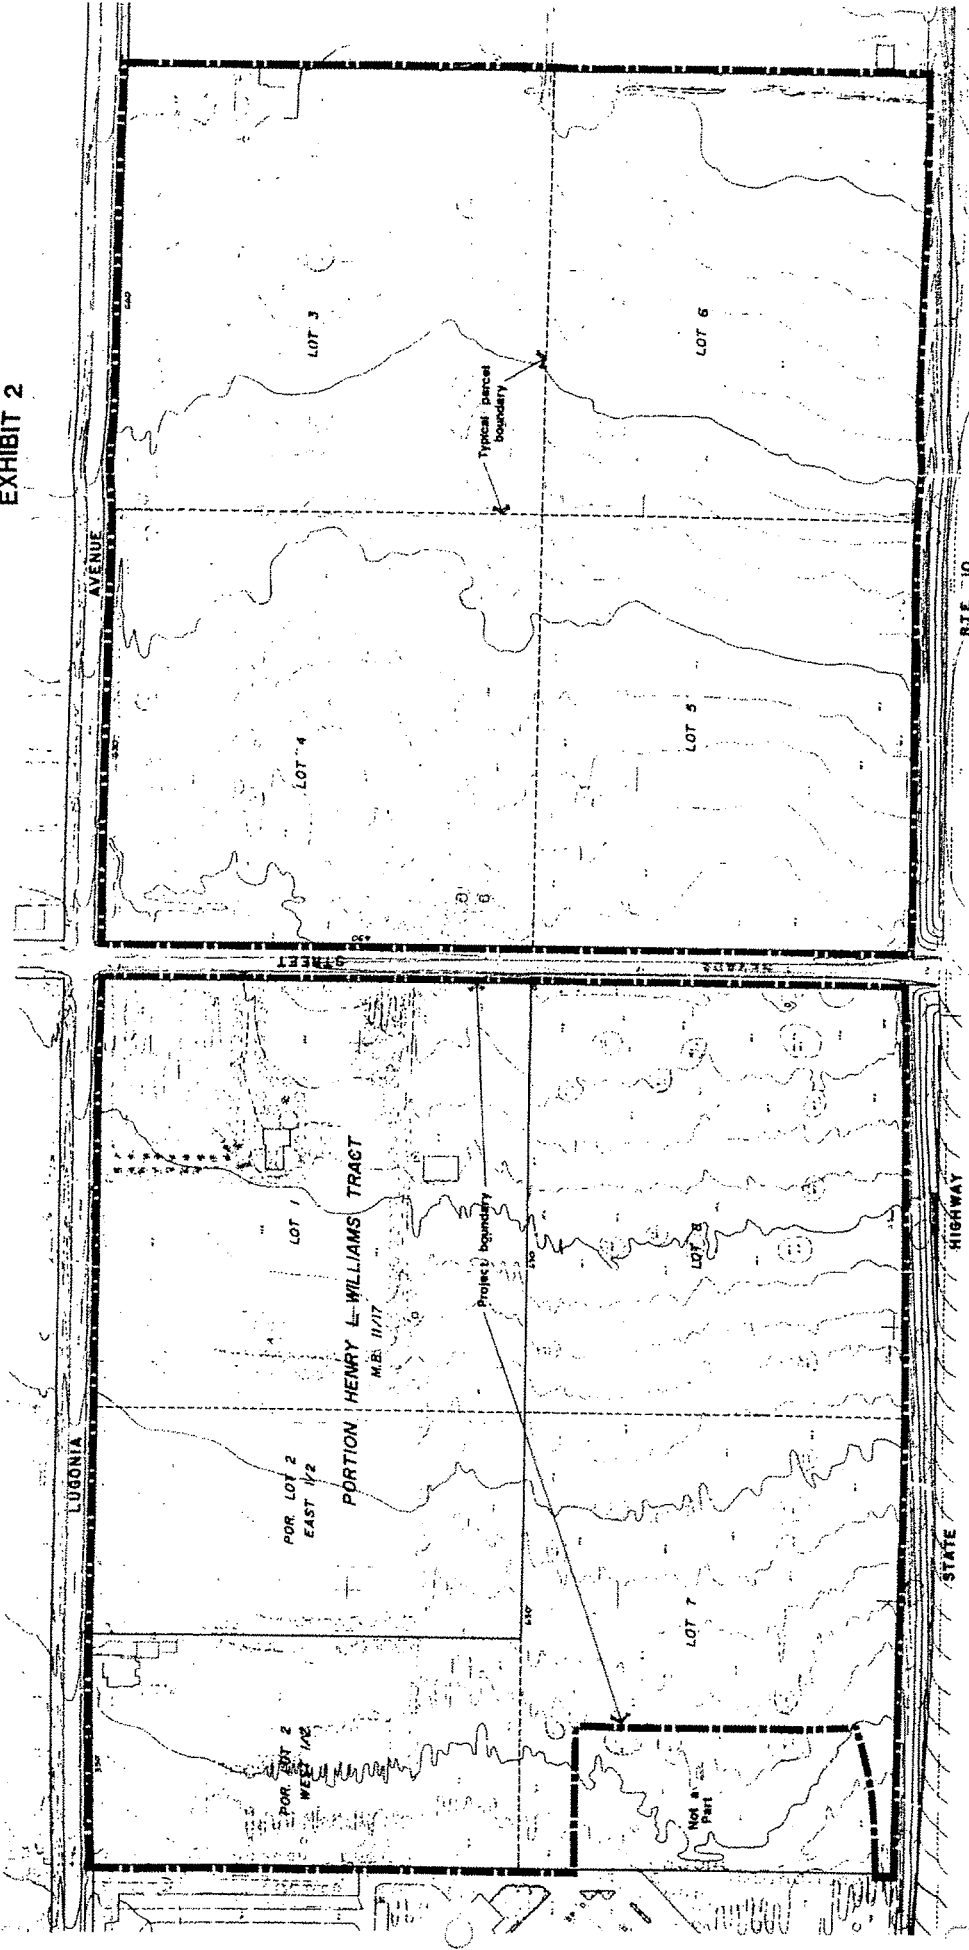 EXHIBIT 2
LUGONIA
AVENUE
LOT 3
LOT 6
Typical parcel
boundary
LOT 4
LOT 5
STREET
NEVADA
LOT 1
PORTION HENRY L. WILLIAMS TRACT
M.B. 11/17
Project boundary
LOT 8
POR. LOT 2
EAST 1/2
LOT 7
POR. LOT 2
WEST 1/2
Not a
Part
STATE
HIGHWAY
RTE. 10